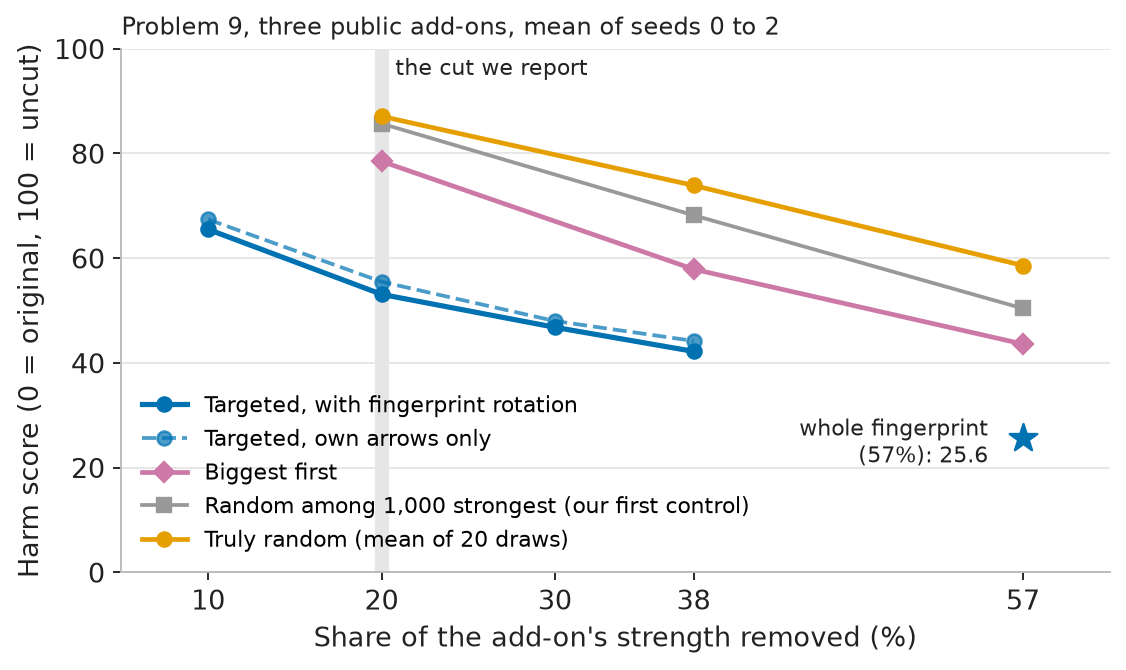 Problem 9, three public add-ons, mean of seeds 0 to 2
Harm score (0 = original, 100 = uncut)
100
80
60
40
20
0
the cut we report
Targeted, with fingerprint rotation
Targeted, own arrows only
Biggest first
Random among 1,000 strongest (our first control)
Truly random (mean of 20 draws)
whole fingerprint
(57%): 25.6
10 20 30 38 57
Share of the add-on's strength removed (%)